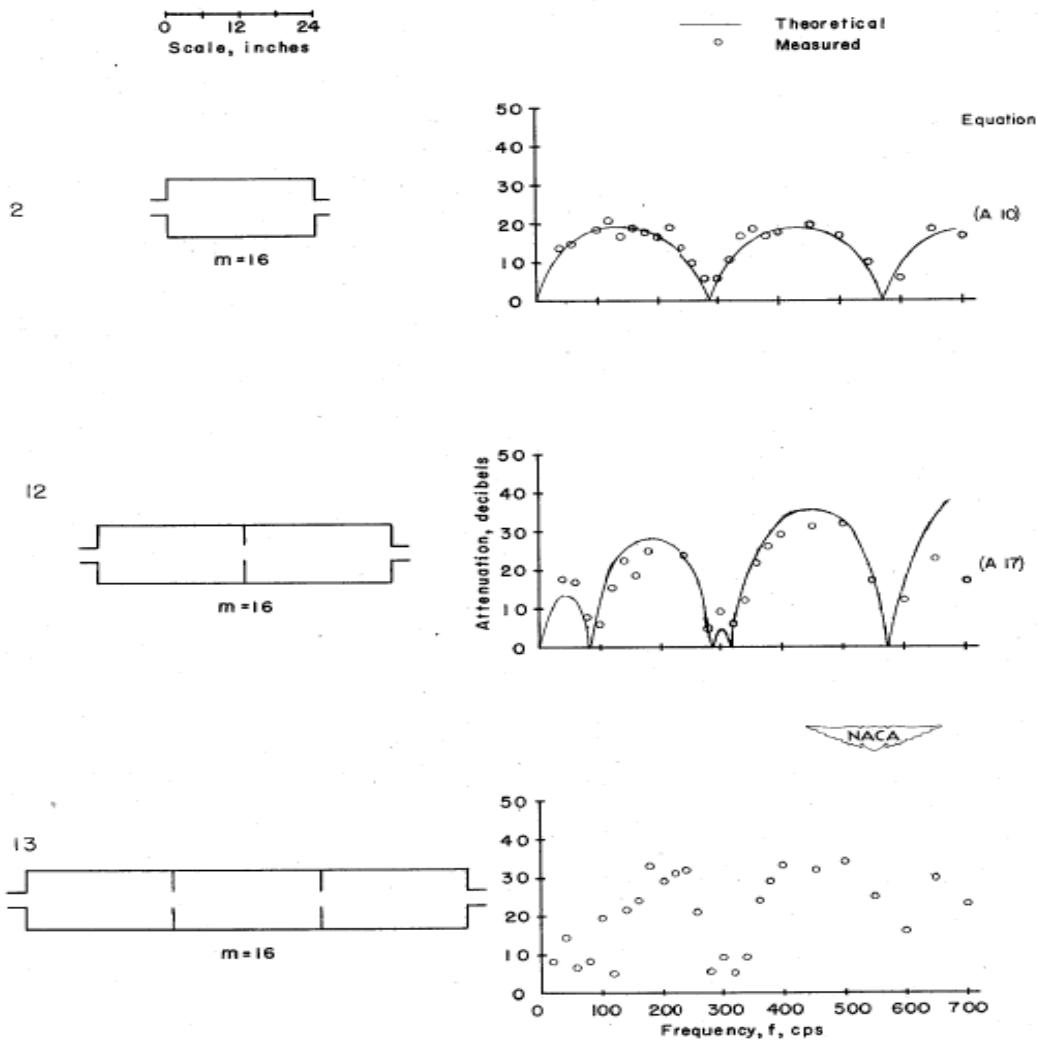 0 12 24
Scale, inches
Theoretical
Measured
2
m=16
50
40
30
20
10
0
Equation
(A 10)
12
m=16
Attenuation, decibels
50
40
30
20
10
0
(A 17)
NACA
13
m=16
50
40
30
20
10
0
0 100 200 300 400 500 600 700
Frequency, f, cps